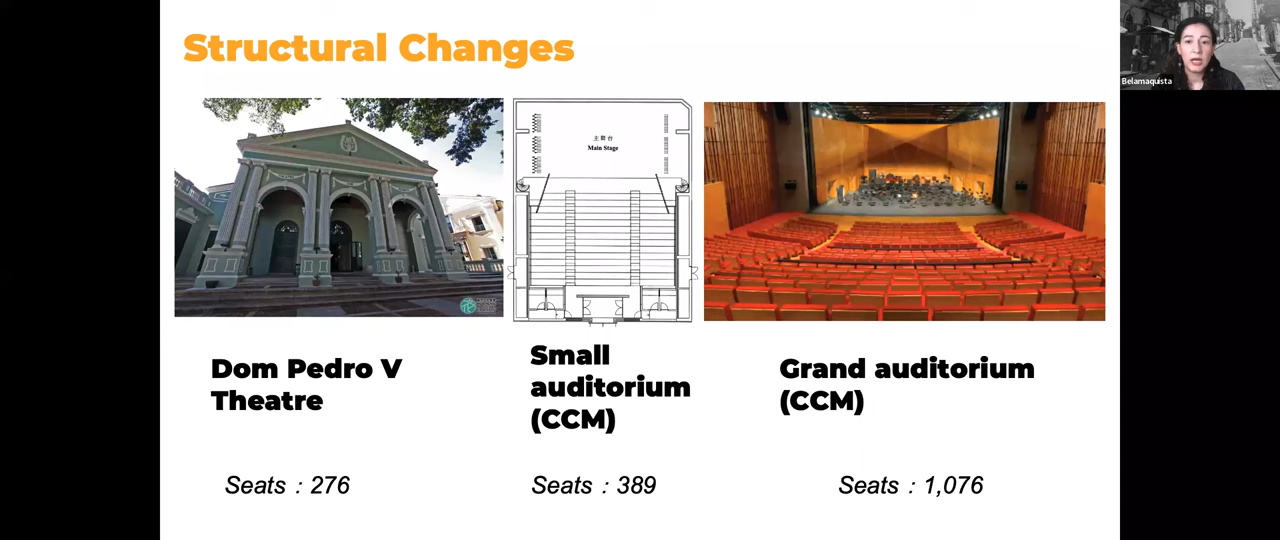 Structural Changes
Belamaquista
主舞台
Main Stage
Dom Pedro V
Theatre
Small
auditorium
(CCM)
Grand auditorium
(CCM)
Seats : 276
Seats : 389
Seats : 1,076